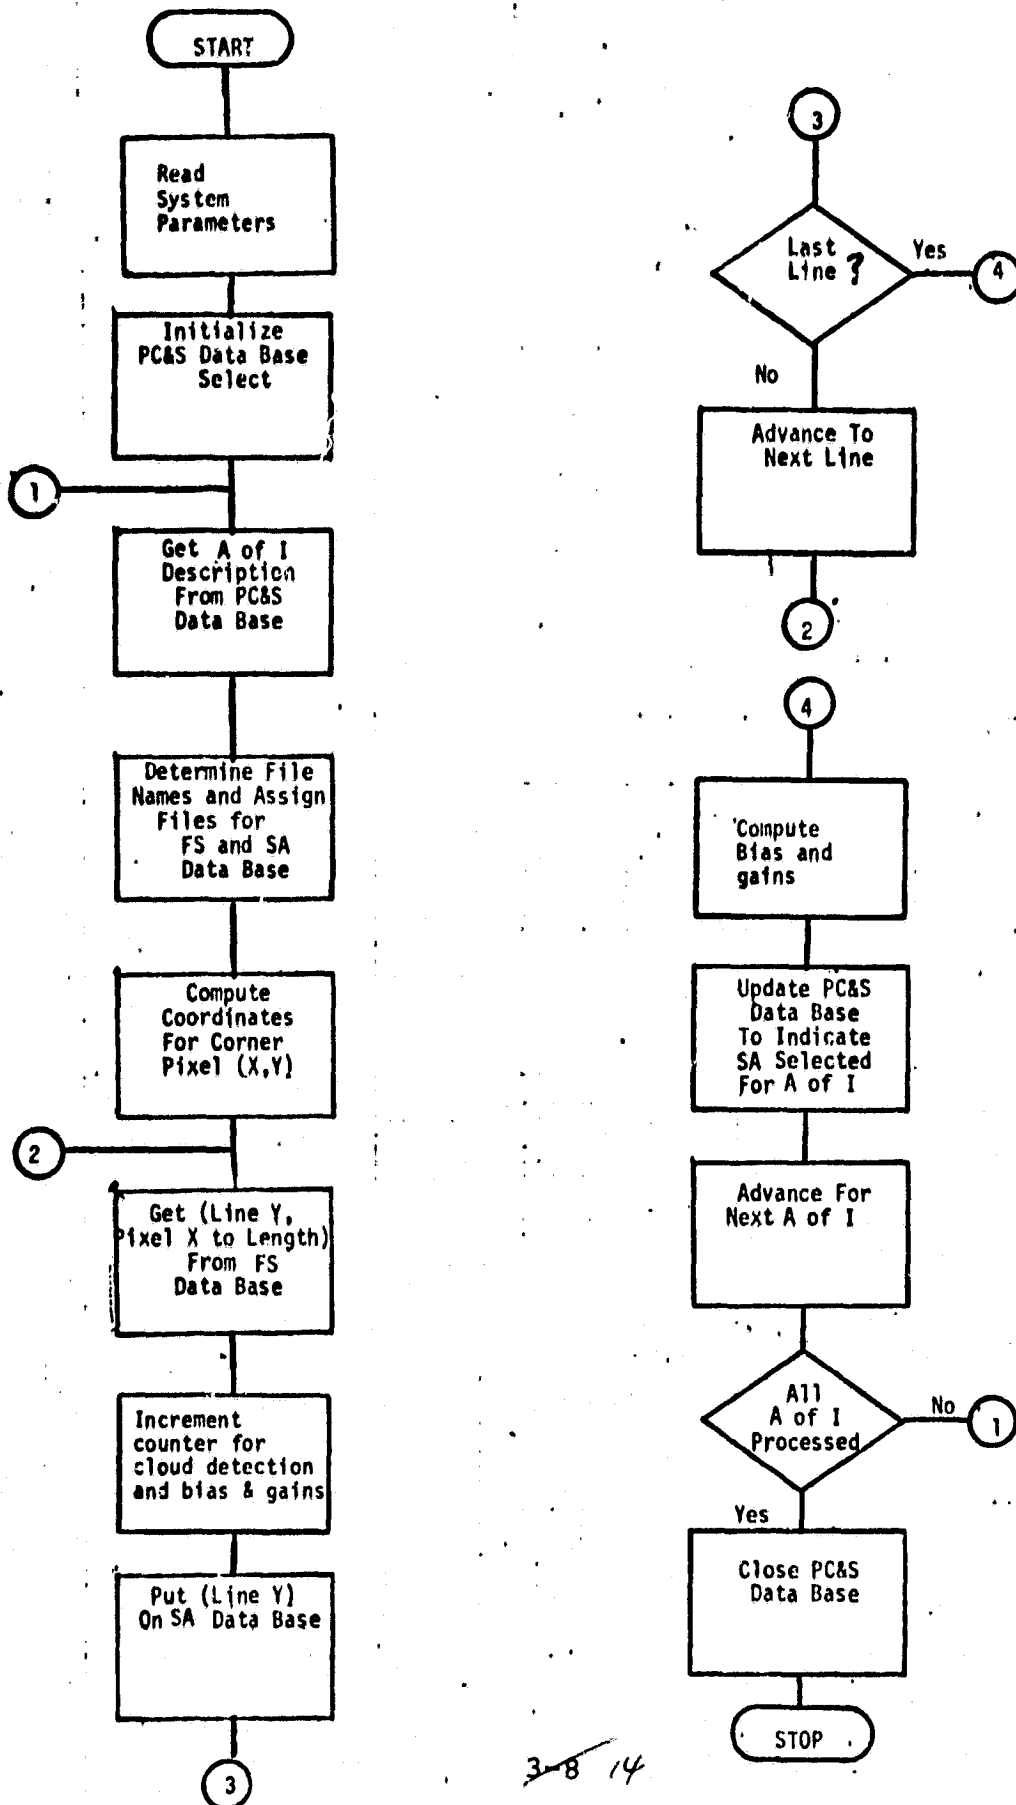 START
Read
System
Parameters
Initialize
PC&S Data Base
Select
1
Get A of I
Description
From PC&S
Data Base
Determine File
Names and Assign
Files for
FS and SA
Data Base
Compute
Coordinates
For Corner
Pixel (X,Y)
2
Get (Line Y,
Pixel X to Length)
From FS
Data Base
Increment
counter for
cloud detection
and bias & gains
Put (Line Y)
On SA Data Base
3
3
Last
Line ?
Yes
4
No
Advance To
Next Line
2
4
Compute
Bias and
gains
Update PC&S
Data Base
To Indicate
SA Selected
For A of I
Advance For
Next A of I
All
A of I
Processed
No
1
Yes
Close PC&S
Data Base
STOP
3-8 14